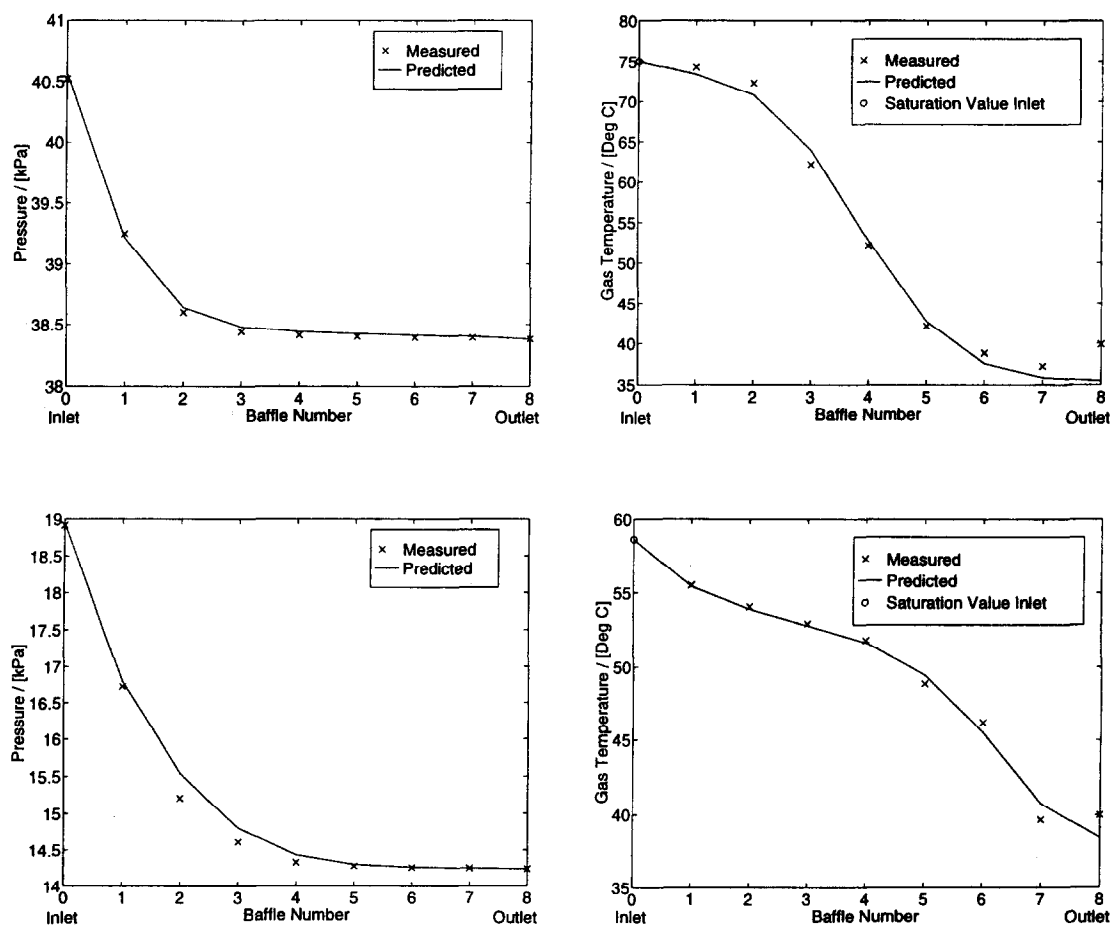 41
40.5
40
39.5
39
38.5
38
Pressure / [kPa]
× Measured
Predicted
0 1 2 3 4 5 6 7 8
Inlet Baffle Number Outlet
80
75
70
65
60
55
50
45
40
35
Gas Temperature / [Deg C]
× Measured
Predicted
o Saturation Value Inlet
0 1 2 3 4 5 6 7 8
Inlet Baffle Number Outlet
19
18.5
18
17.5
17
16.5
16
15.5
15
14.5
14
Pressure / [kPa]
× Measured
Predicted
0 1 2 3 4 5 6 7 8
Inlet Baffle Number Outlet
60
55
50
45
40
35
Gas Temperature / [Deg C]
× Measured
Predicted
o Saturation Value Inlet
0 1 2 3 4 5 6 7 8
Inlet Baffle Number Outlet